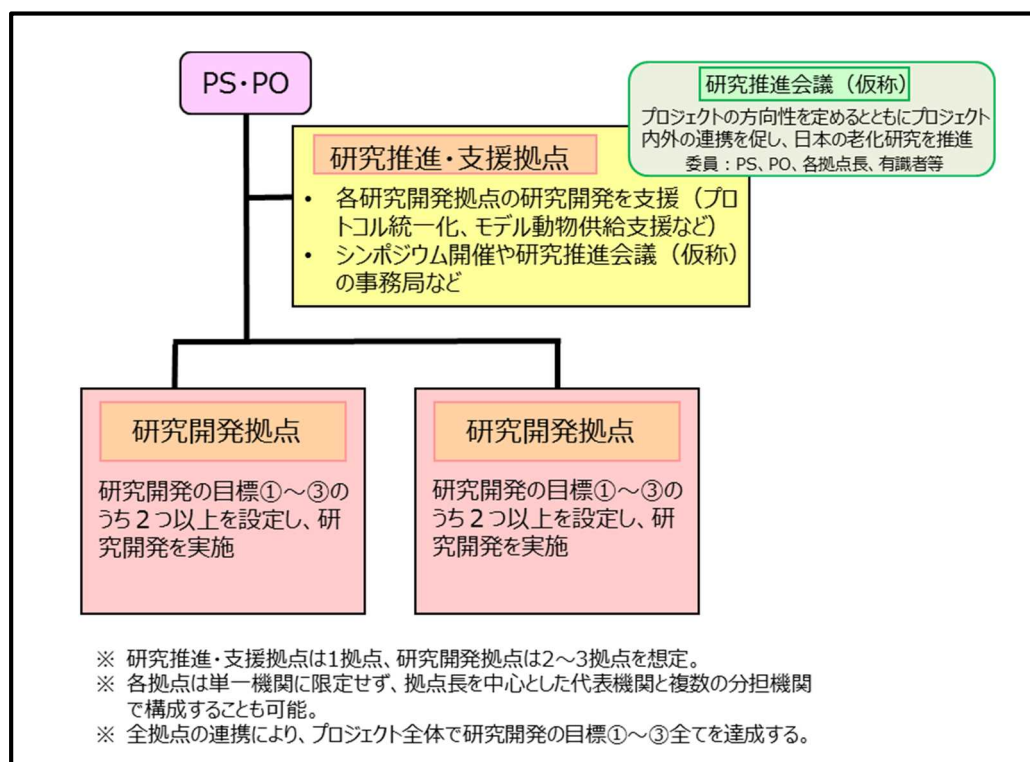 PS・PO
研究推進会議（仮称）
プロジェクトの方向性を定めるとともにプロジェクト
内外の連携を促し、日本の老化研究を推進
委員：PS、PO、各拠点長、有識者等
研究推進・支援拠点
• 各研究開発拠点の研究開発を支援（プロ
トコル統一化、モデル動物供給支援など）
• シンポジウム開催や研究推進会議（仮称）
の事務局など
研究開発拠点
研究開発の目標①～③の
うち２つ以上を設定し、研
究開発を実施
研究開発拠点
研究開発の目標①～③の
うち２つ以上を設定し、研
究開発を実施
※ 研究推進・支援拠点は1拠点、研究開発拠点は2～3拠点を想定。
※ 各拠点は単一機関に限定せず、拠点長を中心とした代表機関と複数の分担機関
で構成することも可能。
※ 全拠点の連携により、プロジェクト全体で研究開発の目標①～③全てを達成する。